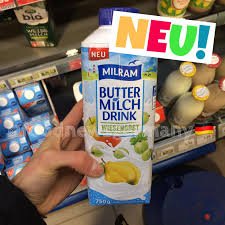 NEU!
bio
NEU
MILRAM
BUTTER
MILCH
DRINK
WIESENOBST
750g